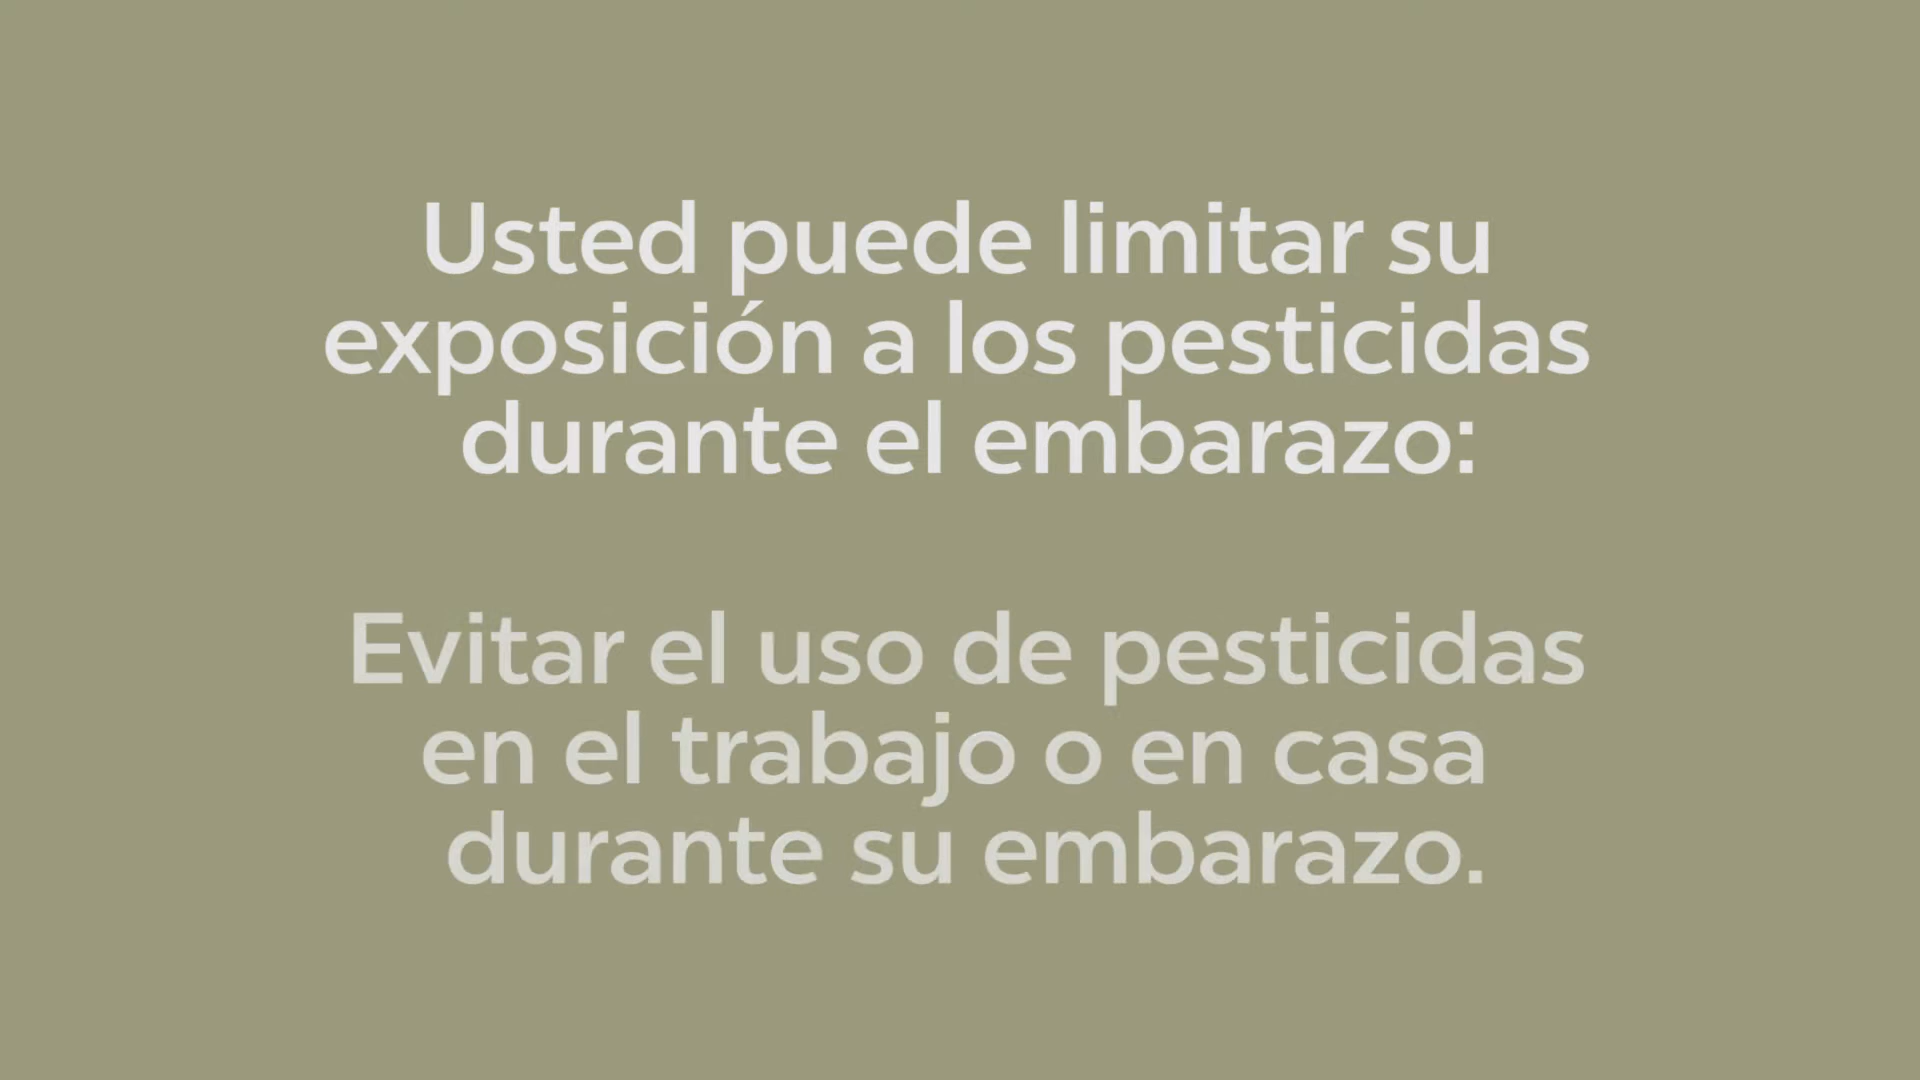 Usted puede limitar su
exposición a los pesticidas
durante el embarazo:
Evitar el uso de pesticidas
en el trabajo o en casa
durante su embarazo.